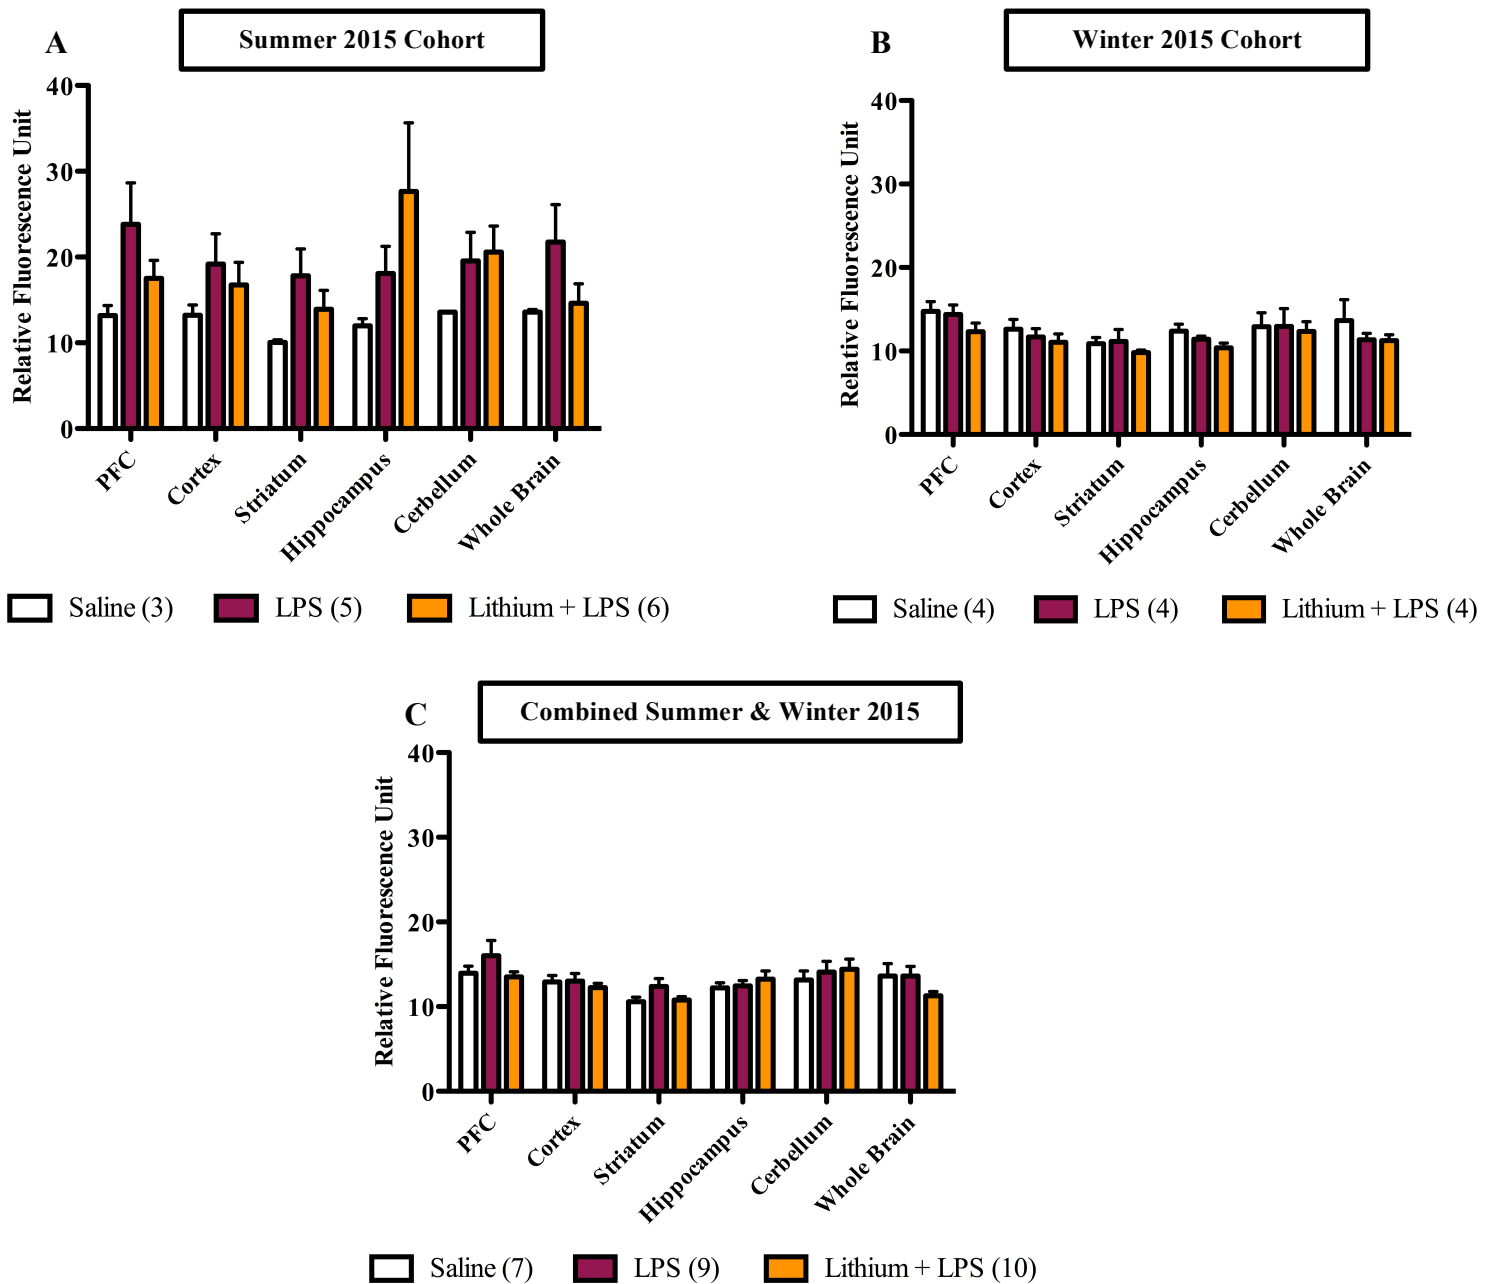 A
Summer 2015 Cohort
Relative Fluorescence Unit
40
30
20
10
0
PFC
Cortex
Striatum
Hippocampus
Cerbellum
Whole Brain
Saline (3)
LPS (5)
Lithium + LPS (6)
B
Winter 2015 Cohort
Relative Fluorescence Unit
40
30
20
10
0
PFC
Cortex
Striatum
Hippocampus
Cerbellum
Whole Brain
Saline (4)
LPS (4)
Lithium + LPS (4)
C
Combined Summer & Winter 2015
Relative Fluorescence Unit
40
30
20
10
0
PFC
Cortex
Striatum
Hippocampus
Cerbellum
Whole Brain
Saline (7)
LPS (9)
Lithium + LPS (10)